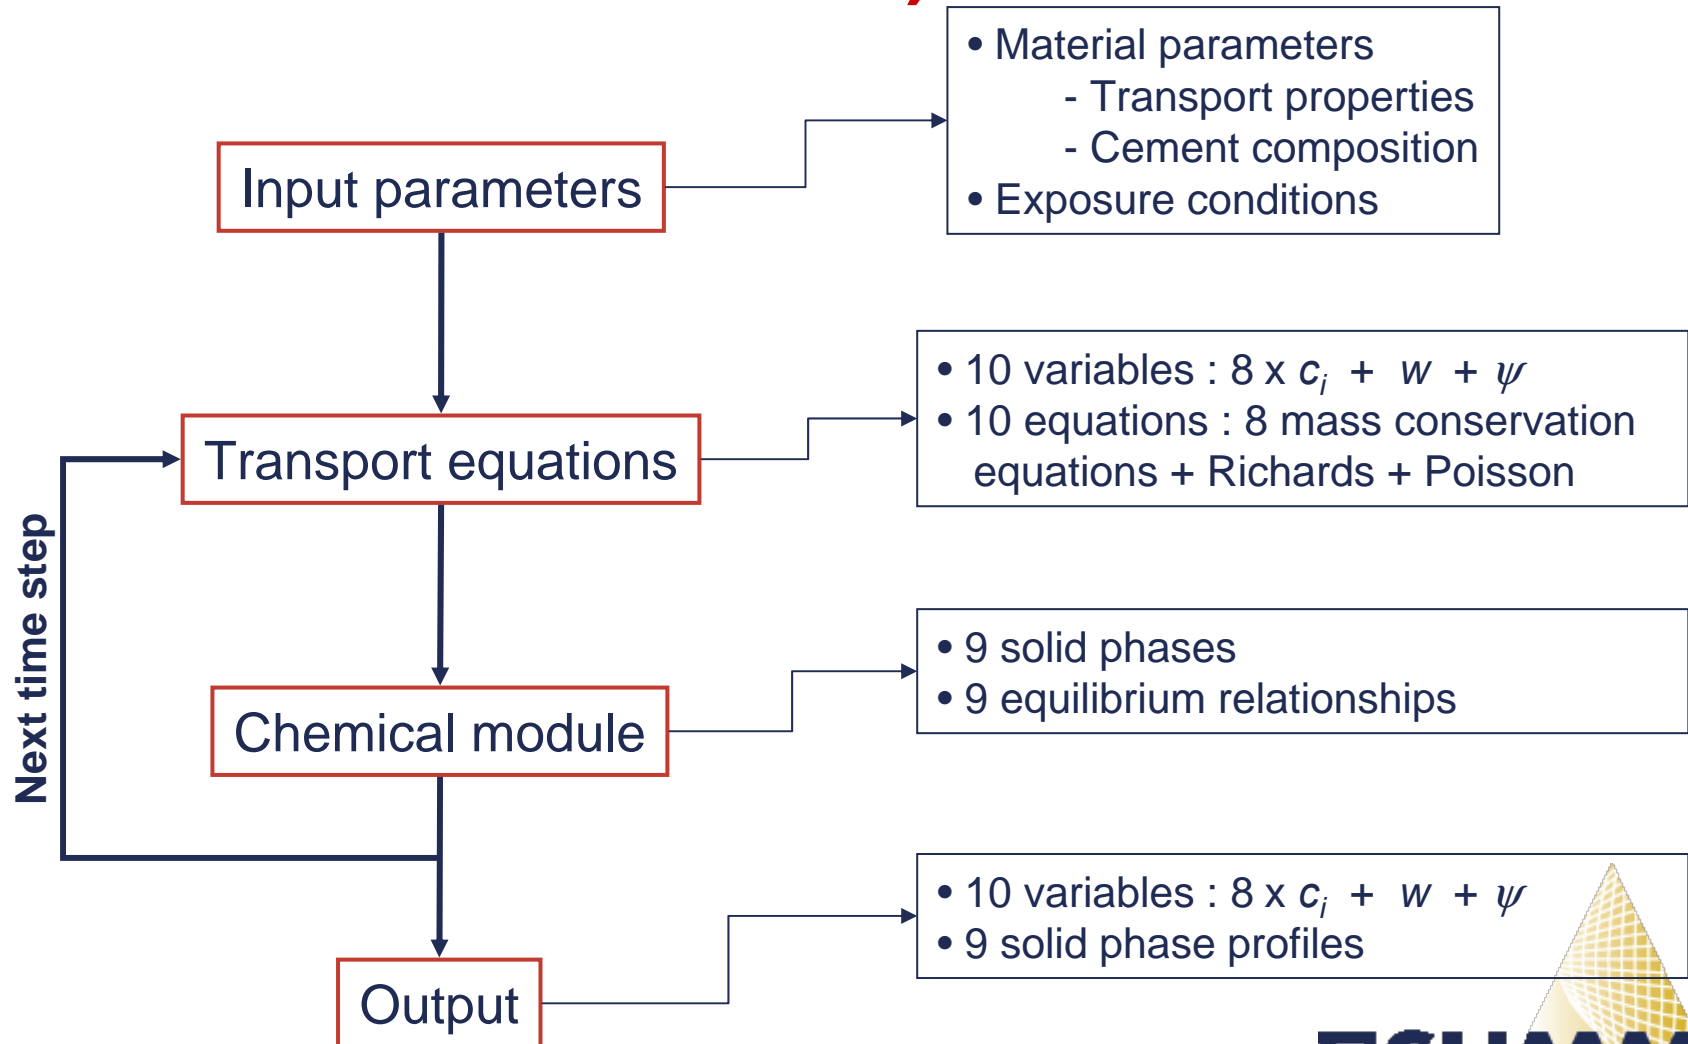 • Material parameters
- Transport properties
- Cement composition
• Exposure conditions
Input parameters
• 10 variables : 8 x cᵢ + w + ψ
• 10 equations : 8 mass conservation
equations + Richards + Poisson
Transport equations
Next time step
• 9 solid phases
• 9 equilibrium relationships
Chemical module
• 10 variables : 8 x cᵢ + w + ψ
• 9 solid phase profiles
Output